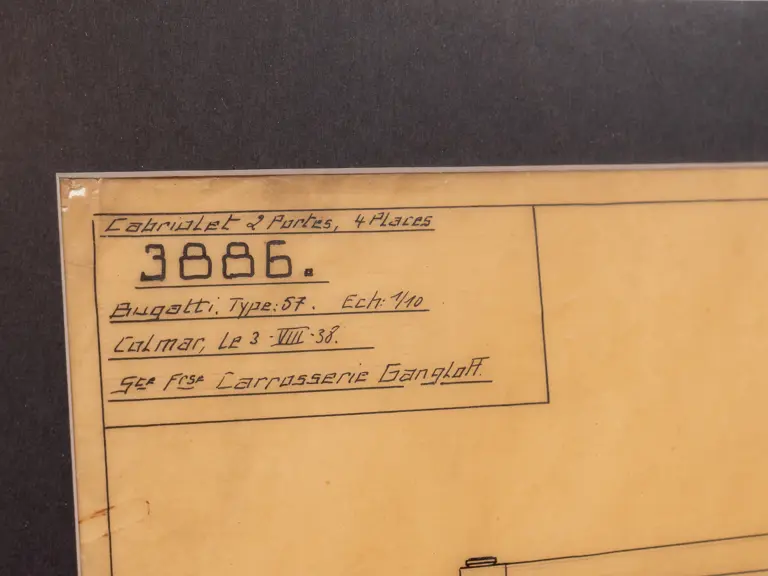 Cabriolet 2 Portes, 4 Places
3886.
Bugatti. Type: 57. Ech: 1/10
Colmar, le 3-VIII-38.
Sté Frse Carrosserie Gangloff.